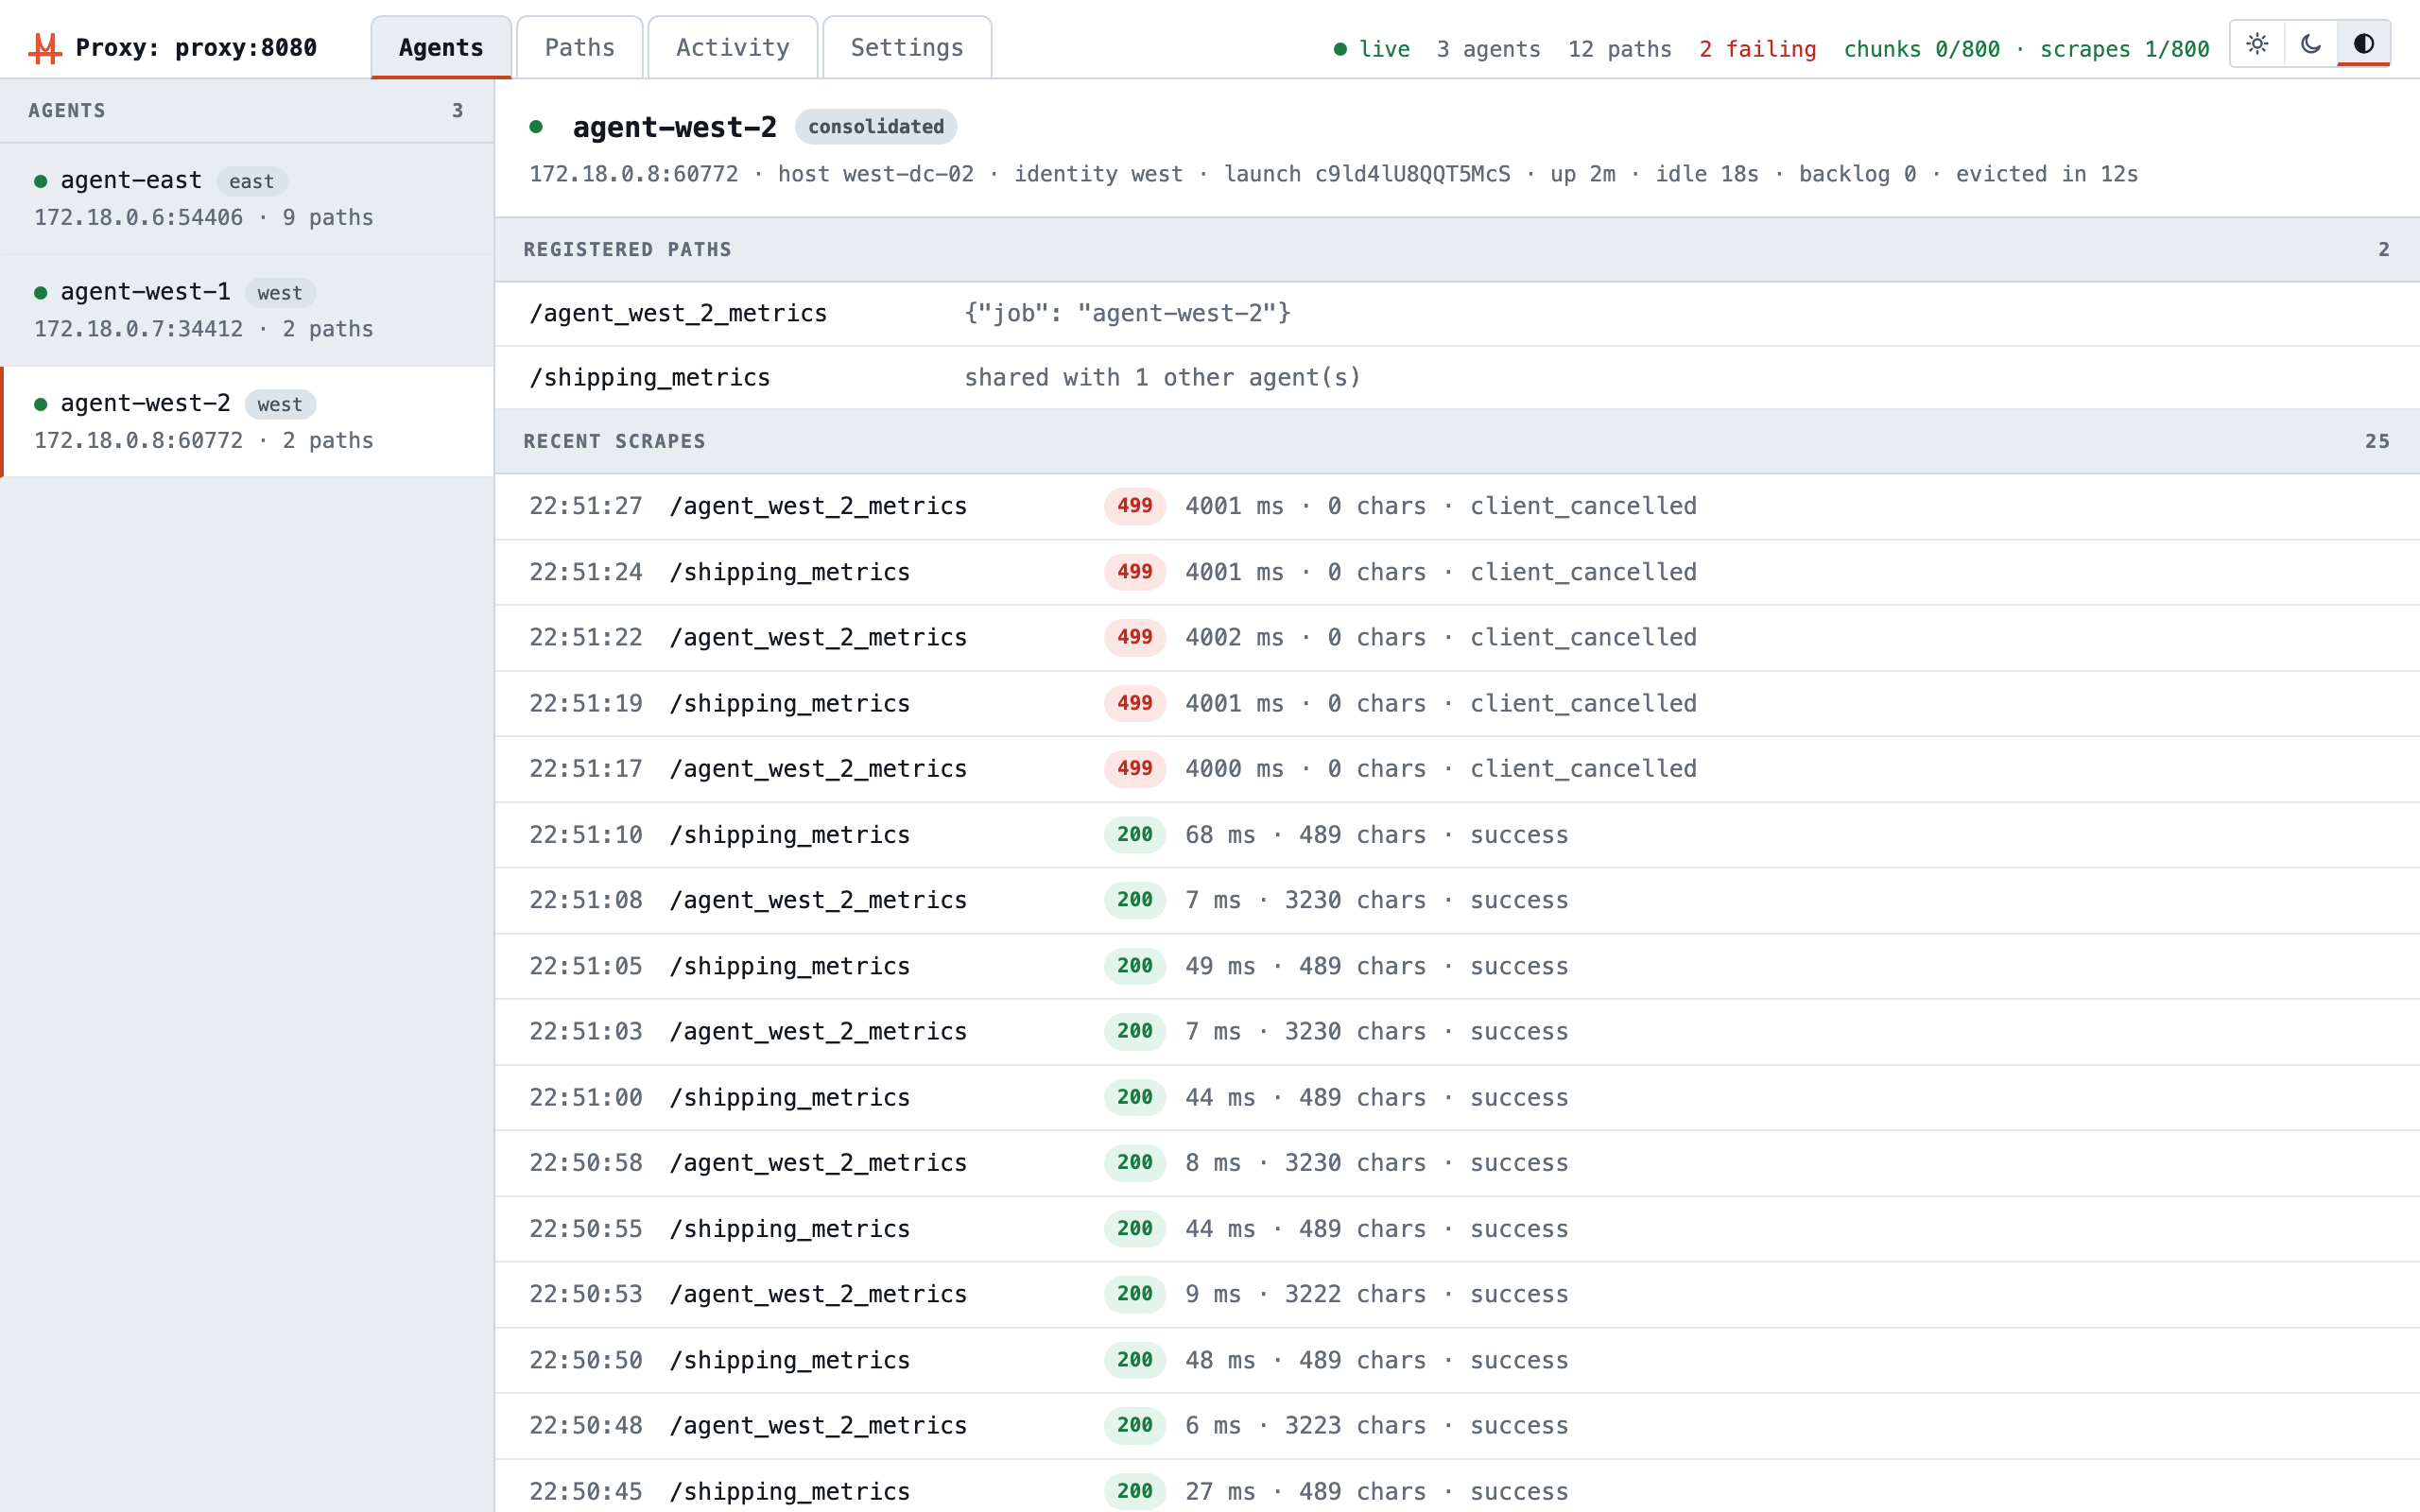 Proxy: proxy:8080 Agents Paths Activity Settings live 3 agents 12 paths 2 failing chunks 0/800 · scrapes 1/800
AGENTS 3
agent-east east
172.18.0.6:54406 · 9 paths
agent-west-1 west
172.18.0.7:34412 · 2 paths
agent-west-2 west
172.18.0.8:60772 · 2 paths
agent-west-2 consolidated
172.18.0.8:60772 · host west-dc-02 · identity west · launch c9ld4lU8QQT5McS · up 2m · idle 18s · backlog 0 · evicted in 12s
REGISTERED PATHS 2
/agent_west_2_metrics {"job": "agent-west-2"}
/shipping_metrics shared with 1 other agent(s)
RECENT SCRAPES 25
22:51:27 /agent_west_2_metrics 499 4001 ms · 0 chars · client_cancelled
22:51:24 /shipping_metrics 499 4001 ms · 0 chars · client_cancelled
22:51:22 /agent_west_2_metrics 499 4002 ms · 0 chars · client_cancelled
22:51:19 /shipping_metrics 499 4001 ms · 0 chars · client_cancelled
22:51:17 /agent_west_2_metrics 499 4000 ms · 0 chars · client_cancelled
22:51:10 /shipping_metrics 200 68 ms · 489 chars · success
22:51:08 /agent_west_2_metrics 200 7 ms · 3230 chars · success
22:51:05 /shipping_metrics 200 49 ms · 489 chars · success
22:51:03 /agent_west_2_metrics 200 7 ms · 3230 chars · success
22:51:00 /shipping_metrics 200 44 ms · 489 chars · success
22:50:58 /agent_west_2_metrics 200 8 ms · 3230 chars · success
22:50:55 /shipping_metrics 200 44 ms · 489 chars · success
22:50:53 /agent_west_2_metrics 200 9 ms · 3222 chars · success
22:50:50 /shipping_metrics 200 48 ms · 489 chars · success
22:50:48 /agent_west_2_metrics 200 6 ms · 3223 chars · success
22:50:45 /shipping_metrics 200 27 ms · 489 chars · success